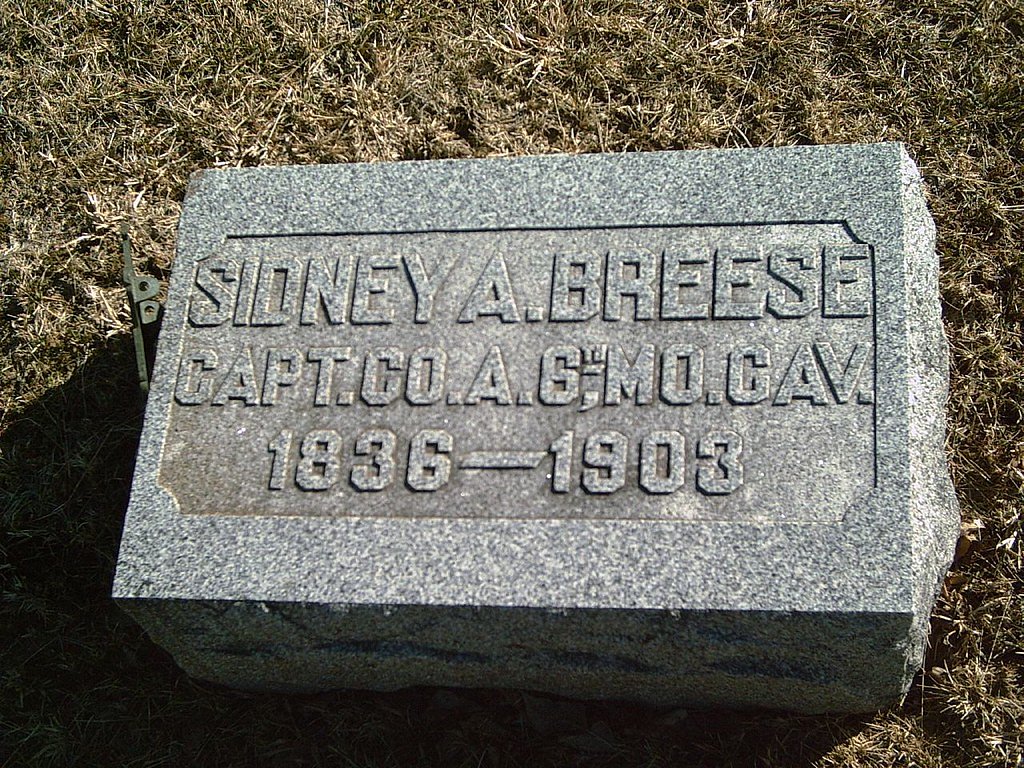 SIDNEY A. BREESE
CAPT. CO. A. 6TH, MO. CAV.
1836—1903